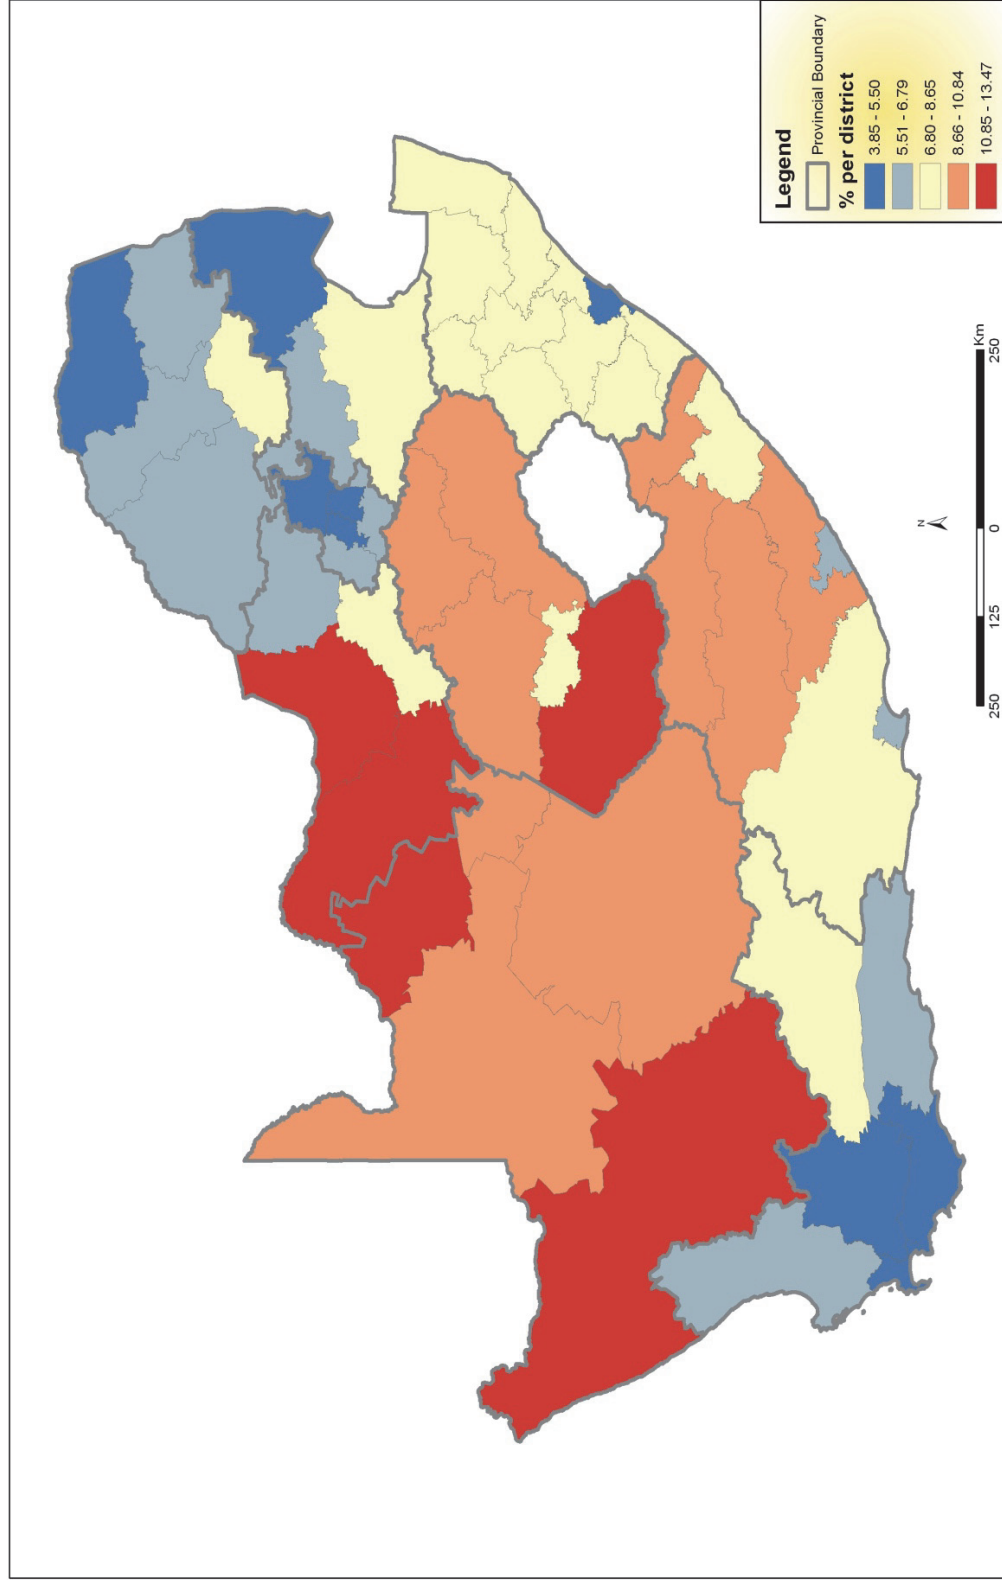 Legend
Provincial Boundary
% per district
3.85 - 5.50
5.51 - 6.79
6.80 - 8.65
8.66 - 10.84
10.85 - 13.47
N
250 125 0 250
Km